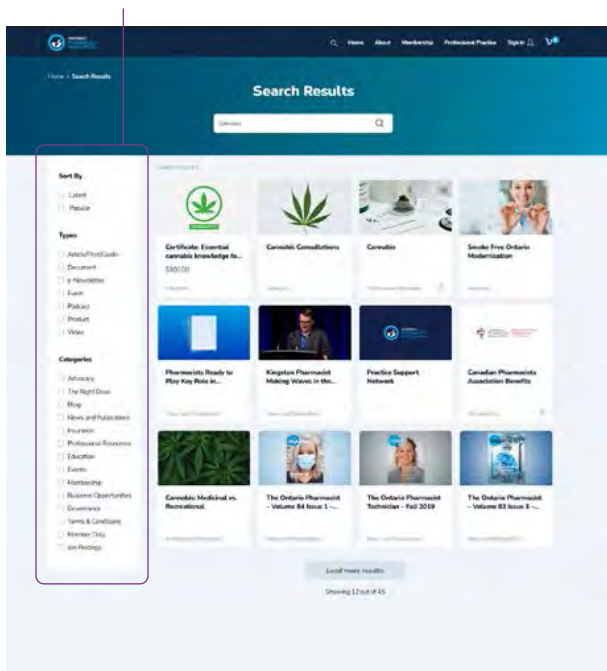 Home About Membership Professional Practice Sign In
Home > Search Results
Search Results
cannabis
Sort By
Latest
Popular
Types
Document
e-Newsletter
Event
Podcast
Product
Video
Categories
Advocacy
The Right Dose
Blog
News and Publications
Insurance
Professional Resources
Education
Events
Membership
Business Opportunities
Governance
Terms & Conditions
Member Only
Job Postings
Certificate: Essential
cannabis knowledge fo...
Cannabis Consultations
Cannabis
Smoke Free Ontario
Modernization
Pharmacists Ready to
Play Key Role in...
Kingston Pharmacist
Making Waves in the...
Practice Support
Network
Canadian Pharmacists
Association Benefits
Cannabis: Medicinal vs.
Recreational
The Ontario Pharmacist
– Volume 84 Issue 1 –...
The Ontario Pharmacist
Technician – Fall 2019
The Ontario Pharmacist
– Volume 83 Issue 3 –...
Load more results
Showing 12 out of 45